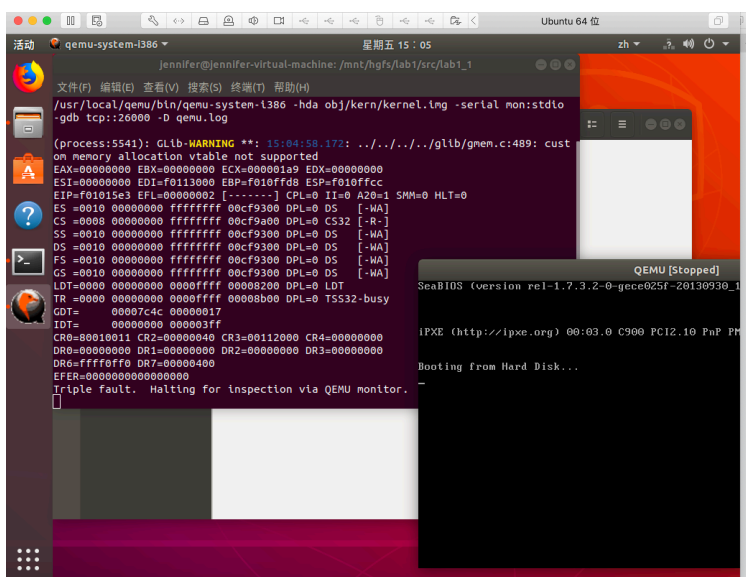 Ubuntu 64 位
活动
qemu-system-i386
星期五 15：05
zh
jennifer@jennifer-virtual-machine: /mnt/hgfs/lab1/src/lab1_1
文件(F) 编辑(E) 查看(V) 搜索(S) 终端(T) 帮助(H)
/usr/local/qemu/bin/qemu-system-i386 -hda obj/kern/kernel.img -serial mon:stdio
-gdb tcp::26000 -D qemu.log
(process:5541): GLib-WARNING **: 15:04:58.172: ../../../../glib/gmem.c:489: cust
om memory allocation vtable not supported
EAX=00000000 EBX=00000000 ECX=000001a9 EDX=00000000
ESI=00000000 EDI=f0113000 EBP=f010ffd8 ESP=f010ffcc
EIP=f01015e3 EFL=00000002 [-------] CPL=0 II=0 A20=1 SMM=0 HLT=0
ES =0010 00000000 ffffffff 00cf9300 DPL=0 DS   [-WA]
CS =0008 00000000 ffffffff 00cf9a00 DPL=0 CS32 [-R-]
SS =0010 00000000 ffffffff 00cf9300 DPL=0 DS   [-WA]
DS =0010 00000000 ffffffff 00cf9300 DPL=0 DS   [-WA]
FS =0010 00000000 ffffffff 00cf9300 DPL=0 DS   [-WA]
GS =0010 00000000 ffffffff 00cf9300 DPL=0 DS   [-WA]
LDT=0000 00000000 0000ffff 00008200 DPL=0 LDT
TR =0000 00000000 0000ffff 00008b00 DPL=0 TSS32-busy
GDT=     00007c4c 00000017
IDT=     00000000 000003ff
CR0=80010011 CR2=00000040 CR3=00112000 CR4=00000000
DR0=00000000 DR1=00000000 DR2=00000000 DR3=00000000
DR6=ffff0ff0 DR7=00000400
EFER=0000000000000000
Triple fault.  Halting for inspection via QEMU monitor.
QEMU [Stopped]
SeaBIOS (version rel-1.7.3.2-0-gece025f-20130930_1
iPXE (http://ipxe.org) 00:03.0 C900 PCI2.10 PnP PM
Booting from Hard Disk...